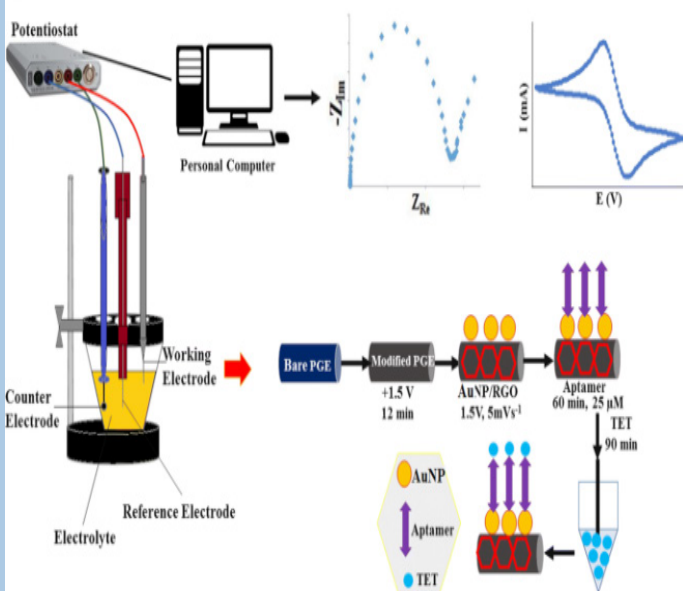 Potentiostat
Personal Computer
-Z_Im
Z_Re
I (mA)
E (V)
Working
Electrode
Counter
Electrode
Reference Electrode
Electrolyte
Bare PGE
Modified PGE
+1.5 V
12 min
AuNP/RGO
1.5V, 5mVs⁻¹
Aptamer
60 min, 25 µM
TET
90 min
AuNP
Aptamer
TET